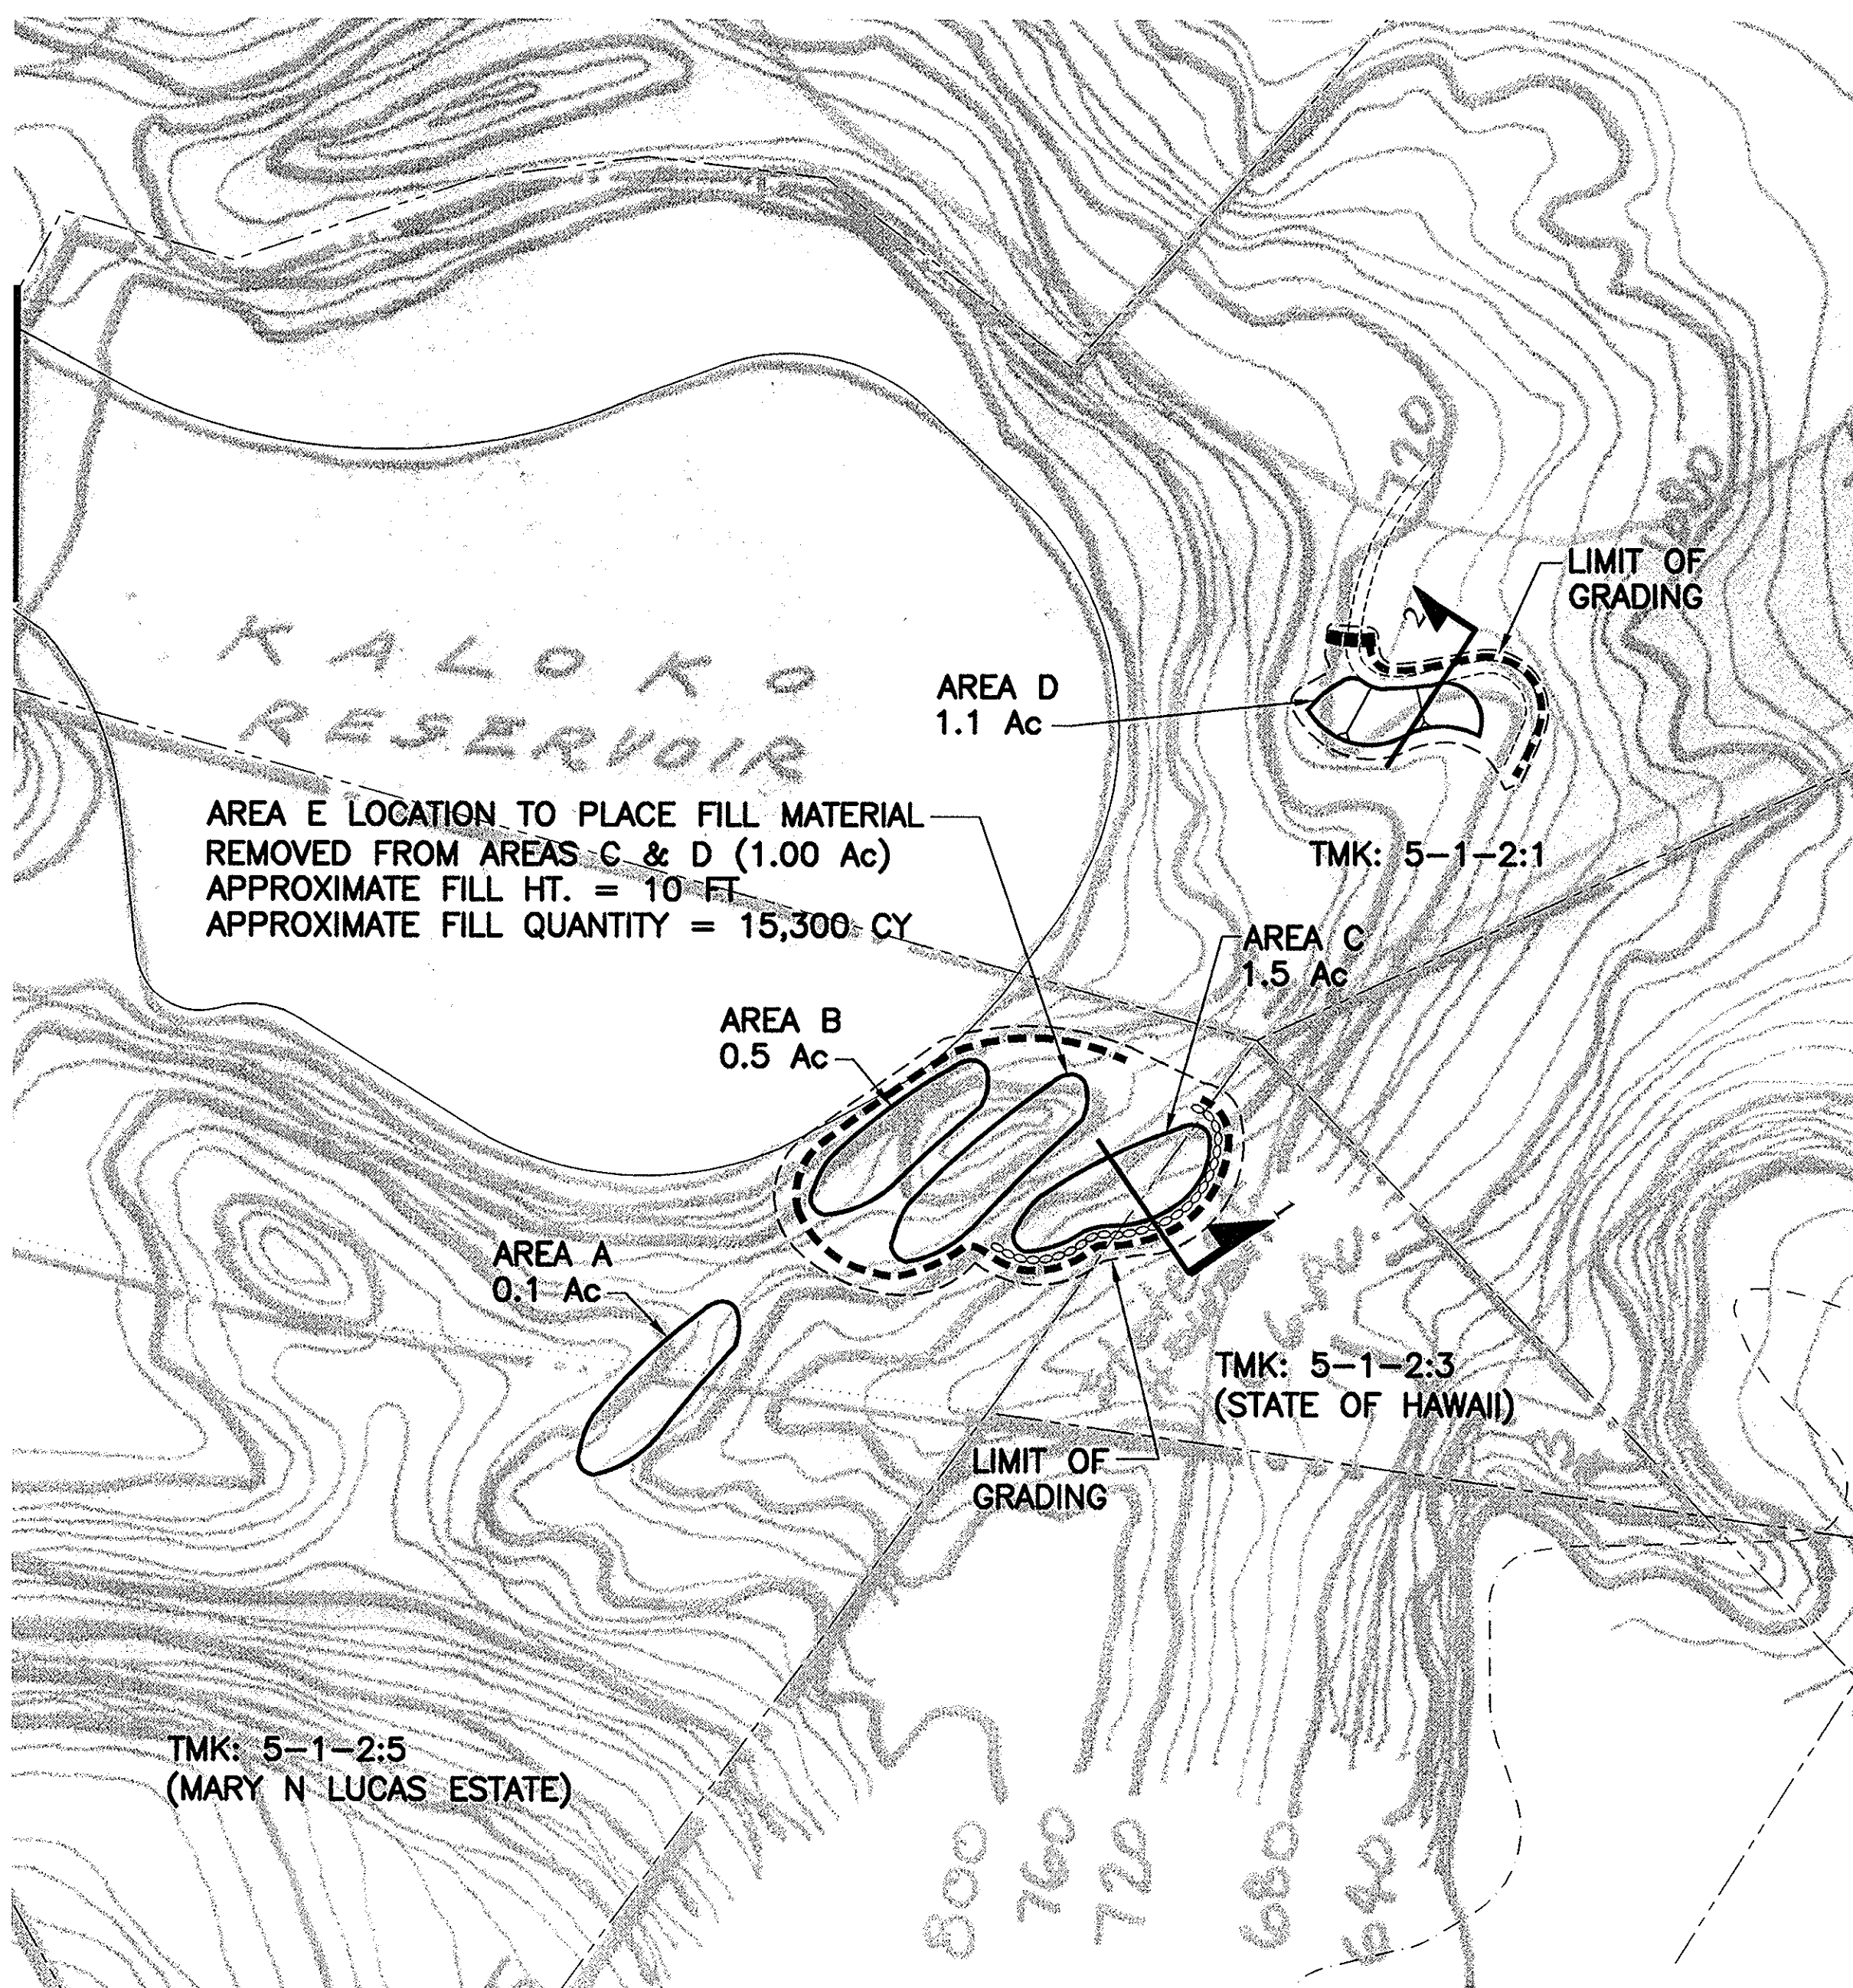 720
LIMIT OF
GRADING
2
KALOKO
RESERVOIR
AREA D
1.1 Ac
AREA E LOCATION TO PLACE FILL MATERIAL
REMOVED FROM AREAS C & D (1.00 Ac)
APPROXIMATE FILL HT. = 10 FT
APPROXIMATE FILL QUANTITY = 15,300 CY
TMK: 5-1-2:1
AREA C
1.5 Ac
AREA B
0.5 Ac
1
AREA A
0.1 Ac
TMK: 5-1-2:3
(STATE OF HAWAII)
LIMIT OF
GRADING
TMK: 5-1-2:5
(MARY N LUCAS ESTATE)
800
760
720
680
640